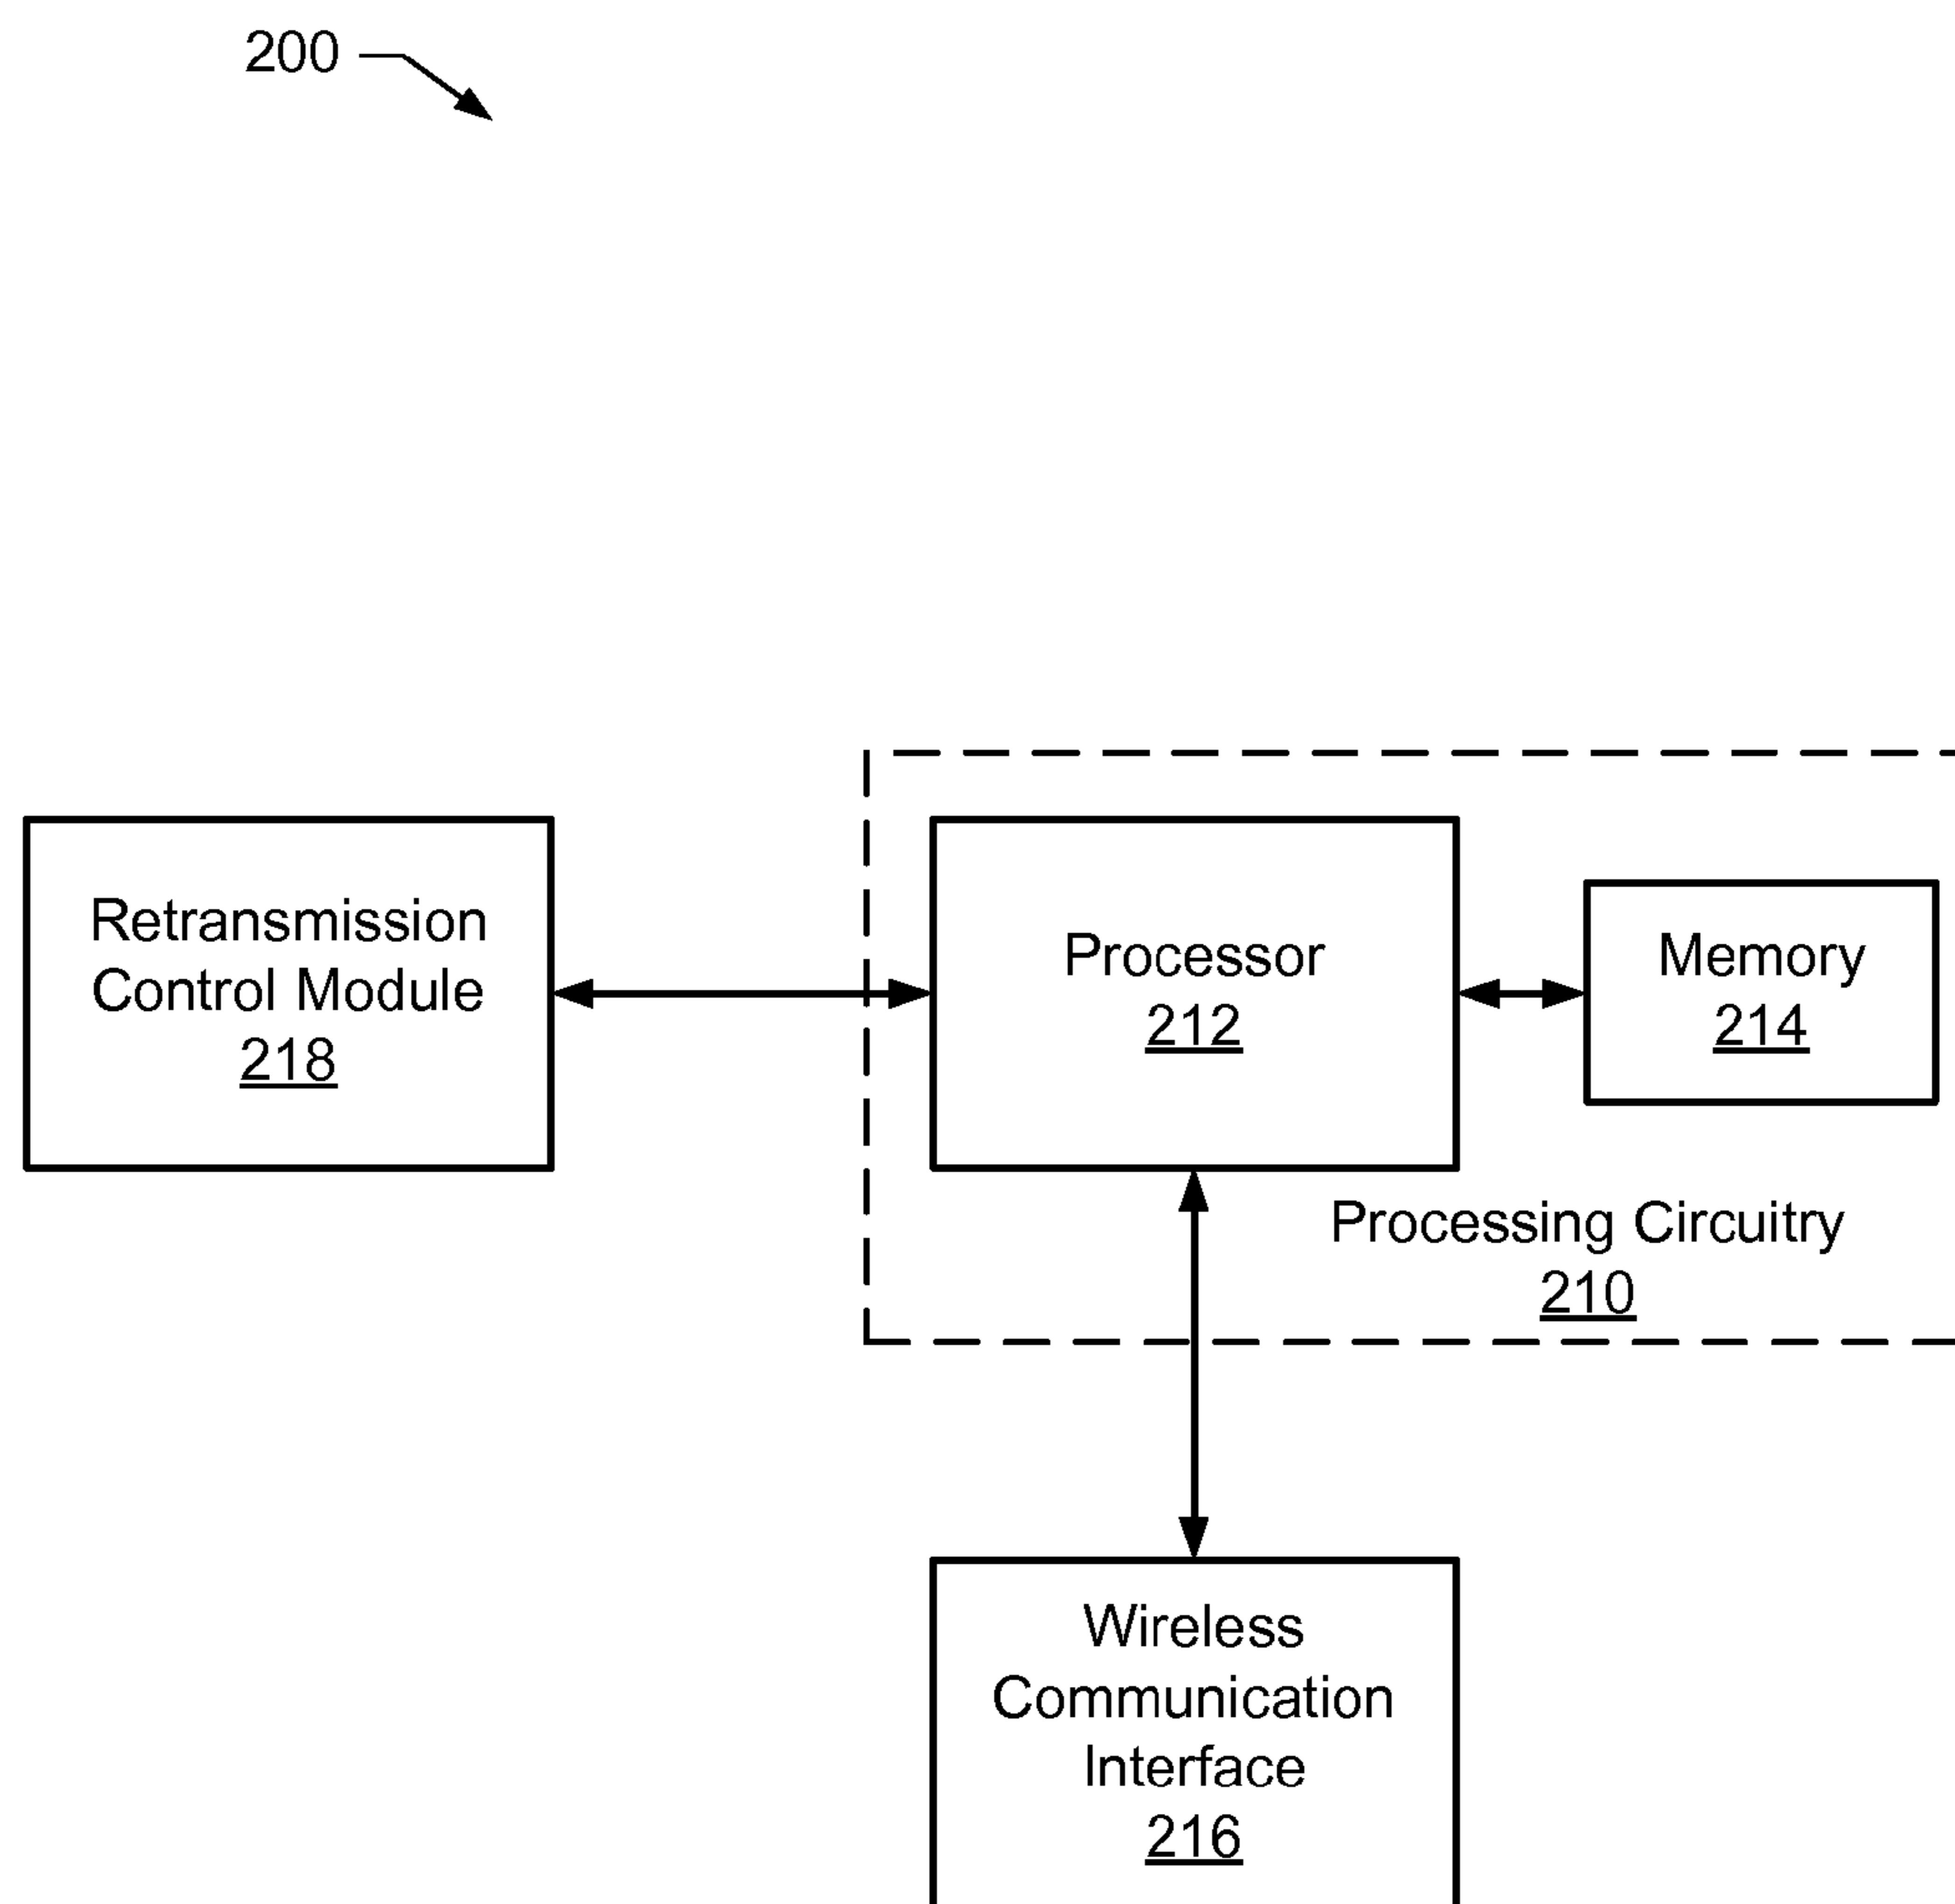 200
Retransmission
Control Module
218
Processor
212
Memory
214
Processing Circuitry
210
Wireless
Communication
Interface
216